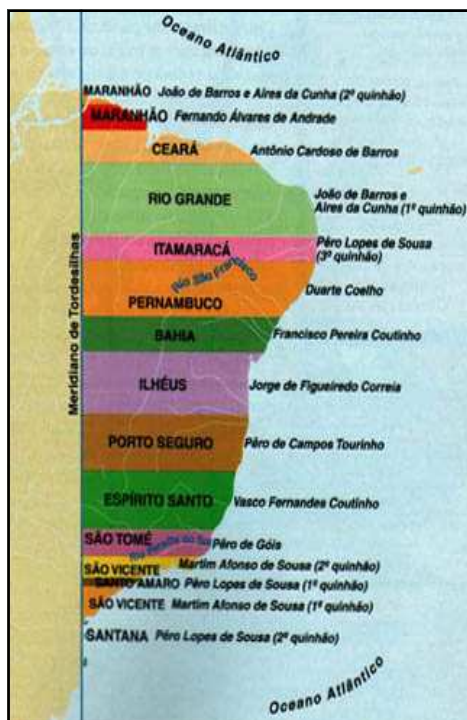 Oceano Atlântico
MARANHÃO João de Barros e Aires da Cunha (2º quinhão)
MARANHÃO Fernando Álvares de Andrade
CEARÁ Antônio Cardoso de Barros
RIO GRANDE João de Barros e
Aires da Cunha (1º quinhão)
ITAMARACÁ Pêro Lopes de Sousa
(3º quinhão)
Rio São Francisco
PERNAMBUCO Duarte Coelho
BAHIA Francisco Pereira Coutinho
Meridiano de Tordesilhas
ILHÉUS Jorge de Figueiredo Correia
PORTO SEGURO Pêro de Campos Tourinho
ESPÍRITO SANTO Vasco Fernandes Coutinho
SÃO TOMÉ Pêro de Góis
Rio Paraíba do Sul
SÃO VICENTE Martim Afonso de Sousa (2º quinhão)
SANTO AMARO Pêro Lopes de Sousa (1º quinhão)
SÃO VICENTE Martim Afonso de Sousa (1º quinhão)
SANTANA Pêro Lopes de Sousa (2º quinhão)
Oceano Atlântico